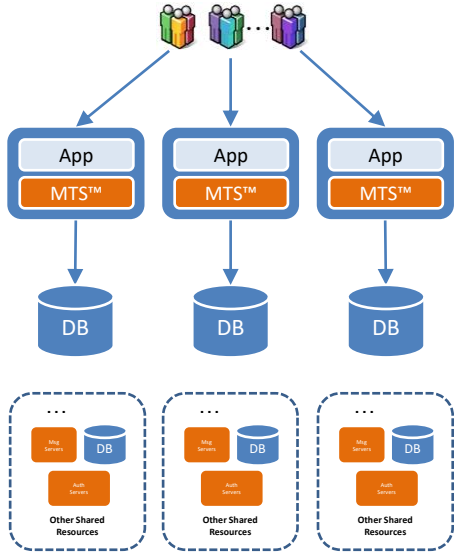 ...
App App App
MTS™ MTS™ MTS™
DB DB DB
... ... ...
Msg Servers DB Msg Servers DB Msg Servers DB
Auth Servers Auth Servers Auth Servers
Other Shared Resources Other Shared Resources Other Shared Resources